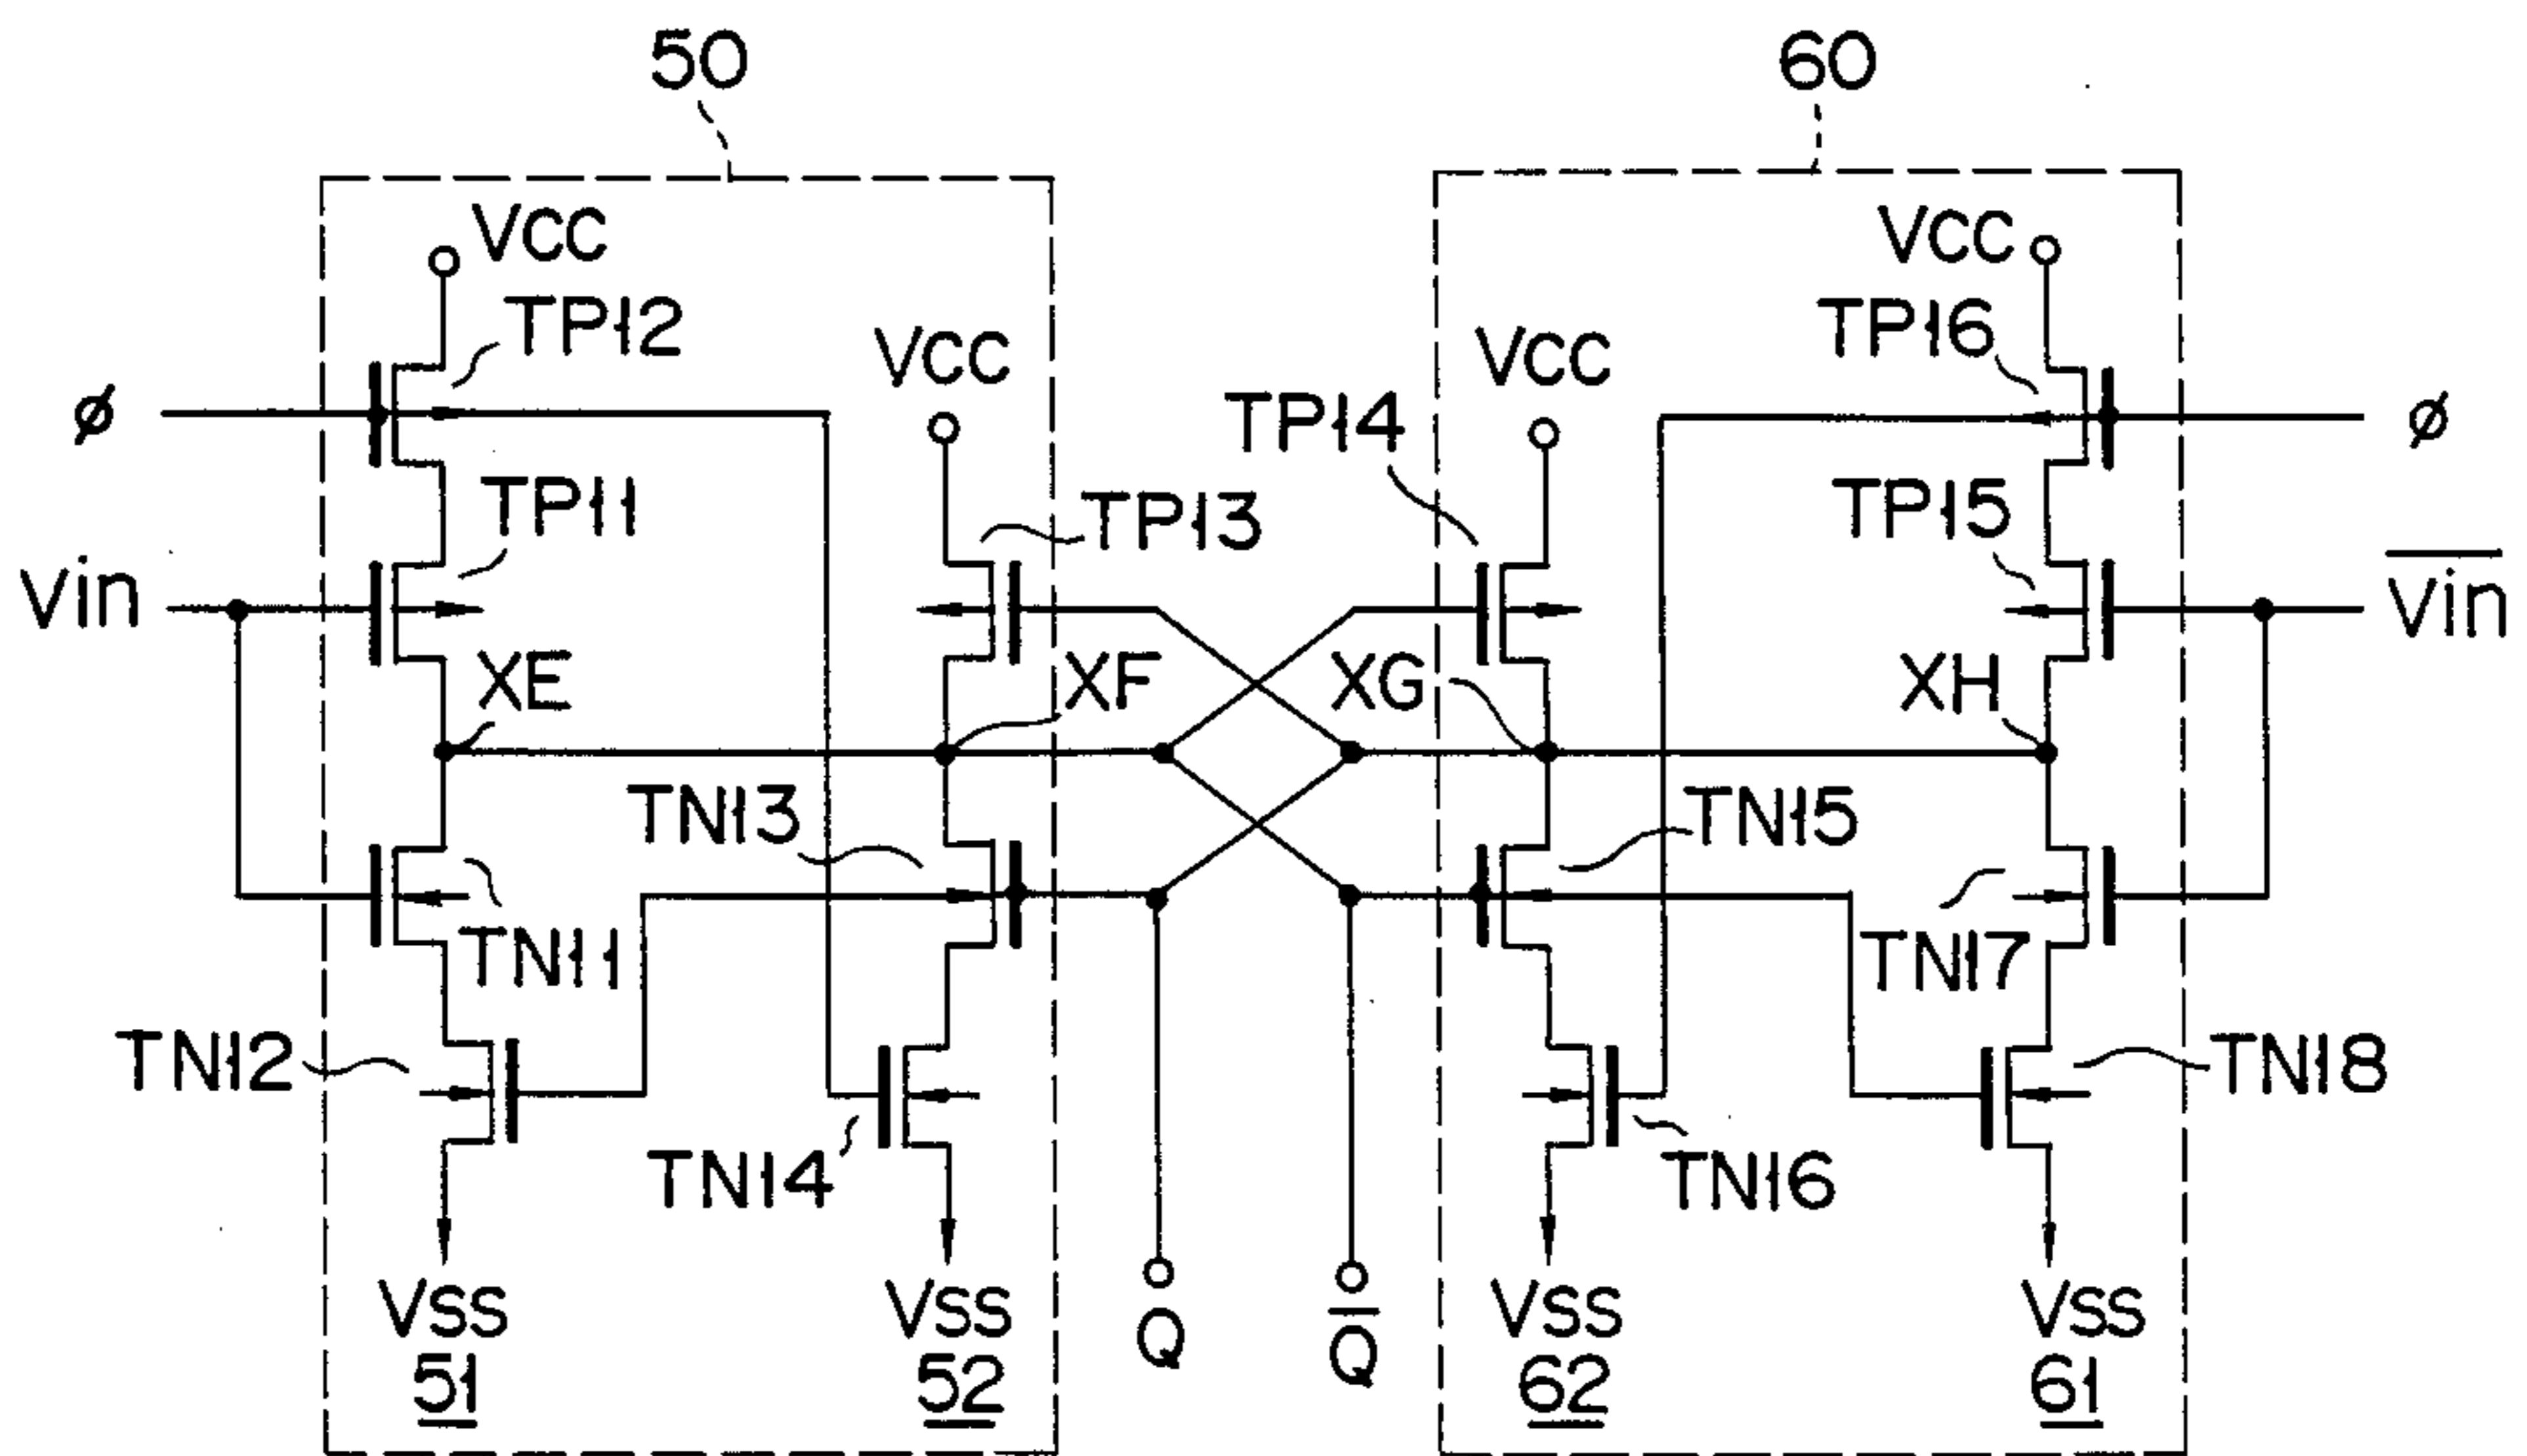 50
60
VCC
VCC
TP12
TP16
VCC
VCC
ϕ
TP14
ϕ
TP11
TP13
TP15
Vin
V̅i̅n̅
XE
XF
XG
XH
TN13
TN15
TN11
TN17
TN12
TN18
TN14
TN16
VSS
VSS
Q
Q̅
VSS
VSS
51
52
62
61